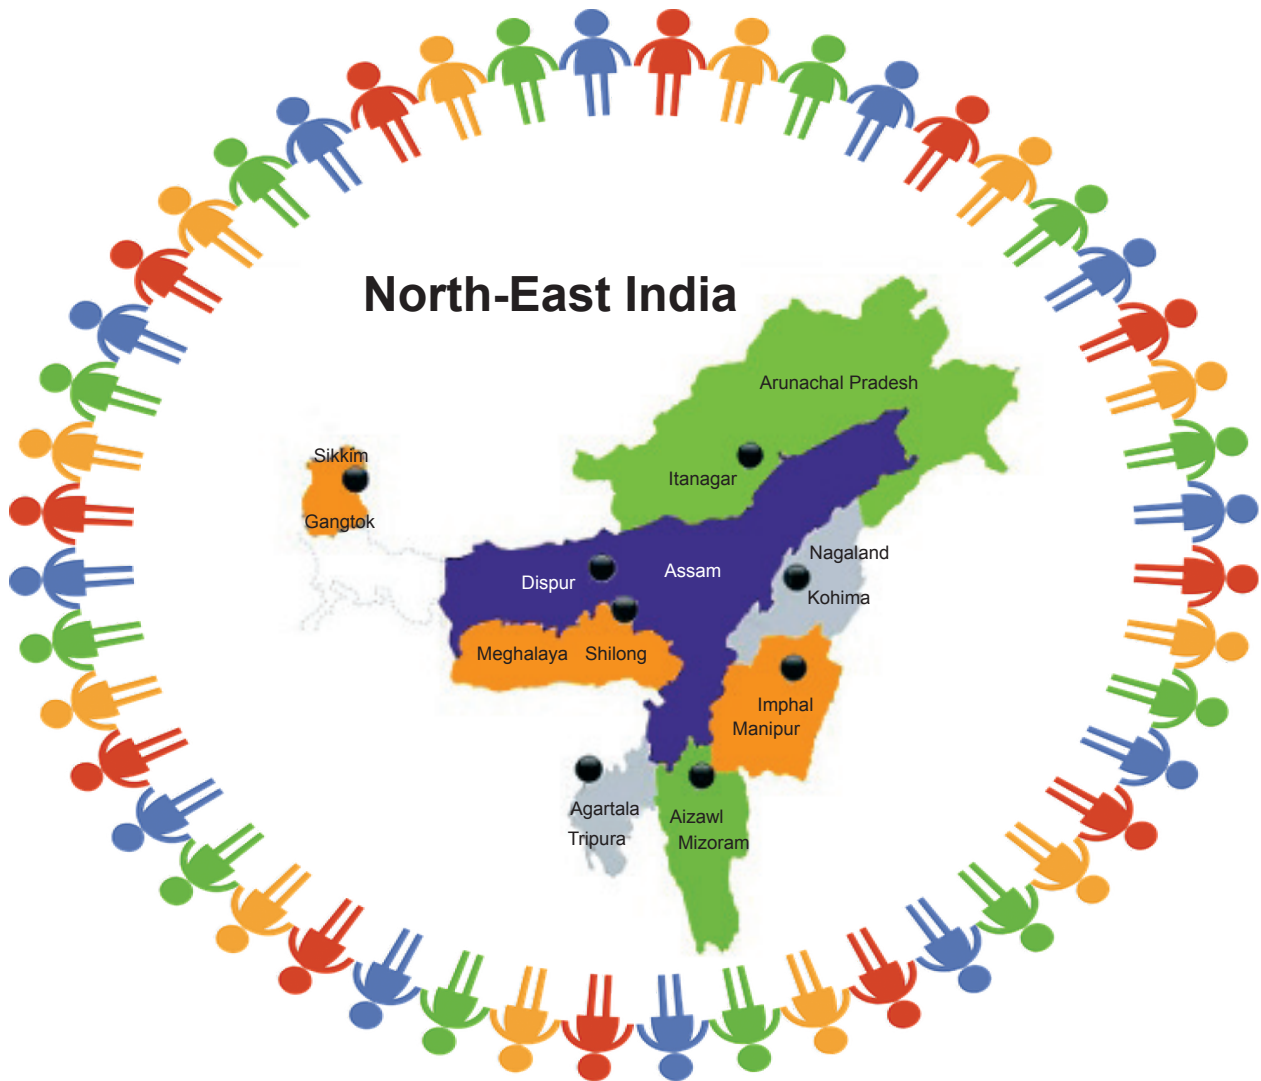 North-East India
Arunachal Pradesh
Sikkim
Itanagar
Gangtok
Nagaland
Assam
Dispur
Kohima
Meghalaya Shilong
Imphal
Manipur
Agartala
Tripura
Aizawl
Mizoram